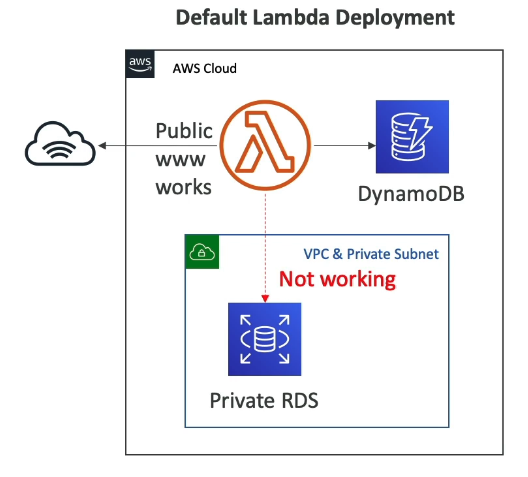 Default Lambda Deployment
aws
AWS Cloud
Public
www
works
DynamoDB
VPC & Private Subnet
Not working
Private RDS